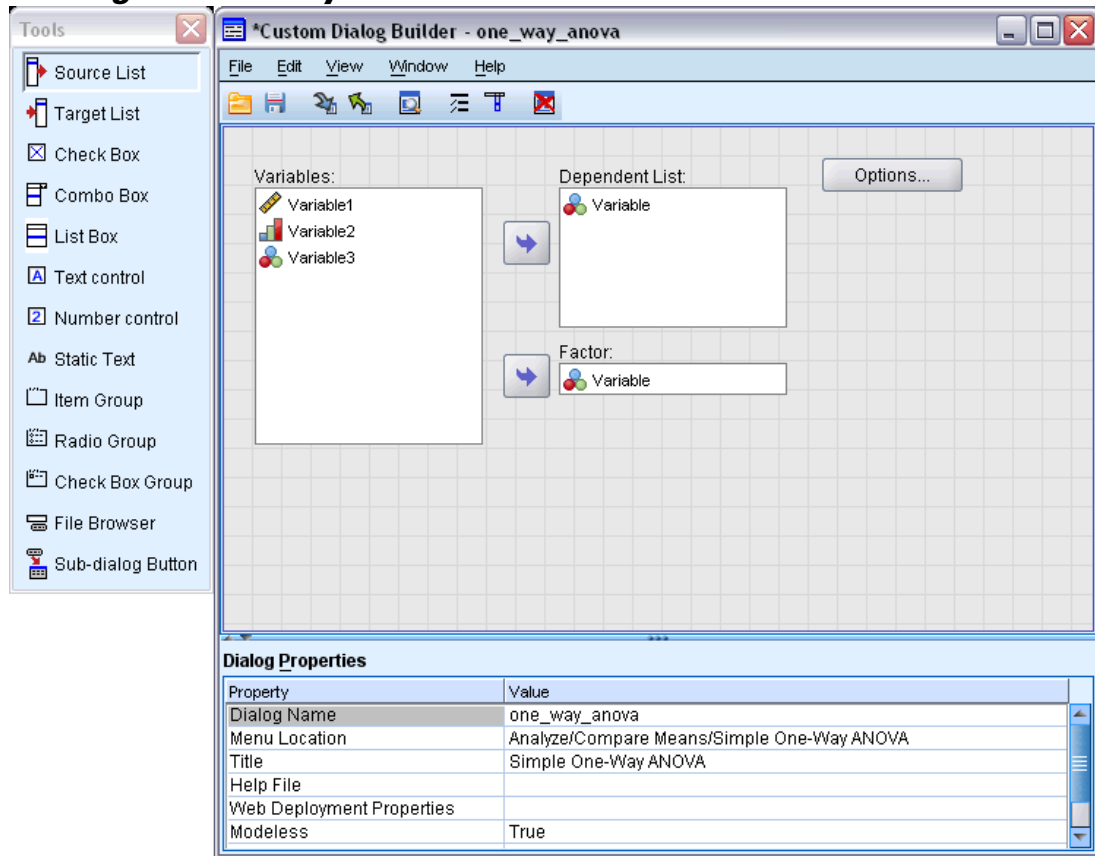 Tools
Source List
Target List
Check Box
Combo Box
List Box
A Text control
2 Number control
Ab Static Text
Item Group
Radio Group
Check Box Group
File Browser
Sub-dialog Button
*Custom Dialog Builder - one_way_anova
File Edit View Window Help
Variables:
Variable1
Variable2
Variable3
Dependent List:
Variable
Factor:
Variable
Options...
Dialog Properties
Property Value
Dialog Name one_way_anova
Menu Location Analyze/Compare Means/Simple One-Way ANOVA
Title Simple One-Way ANOVA
Help File
Web Deployment Properties
Modeless True